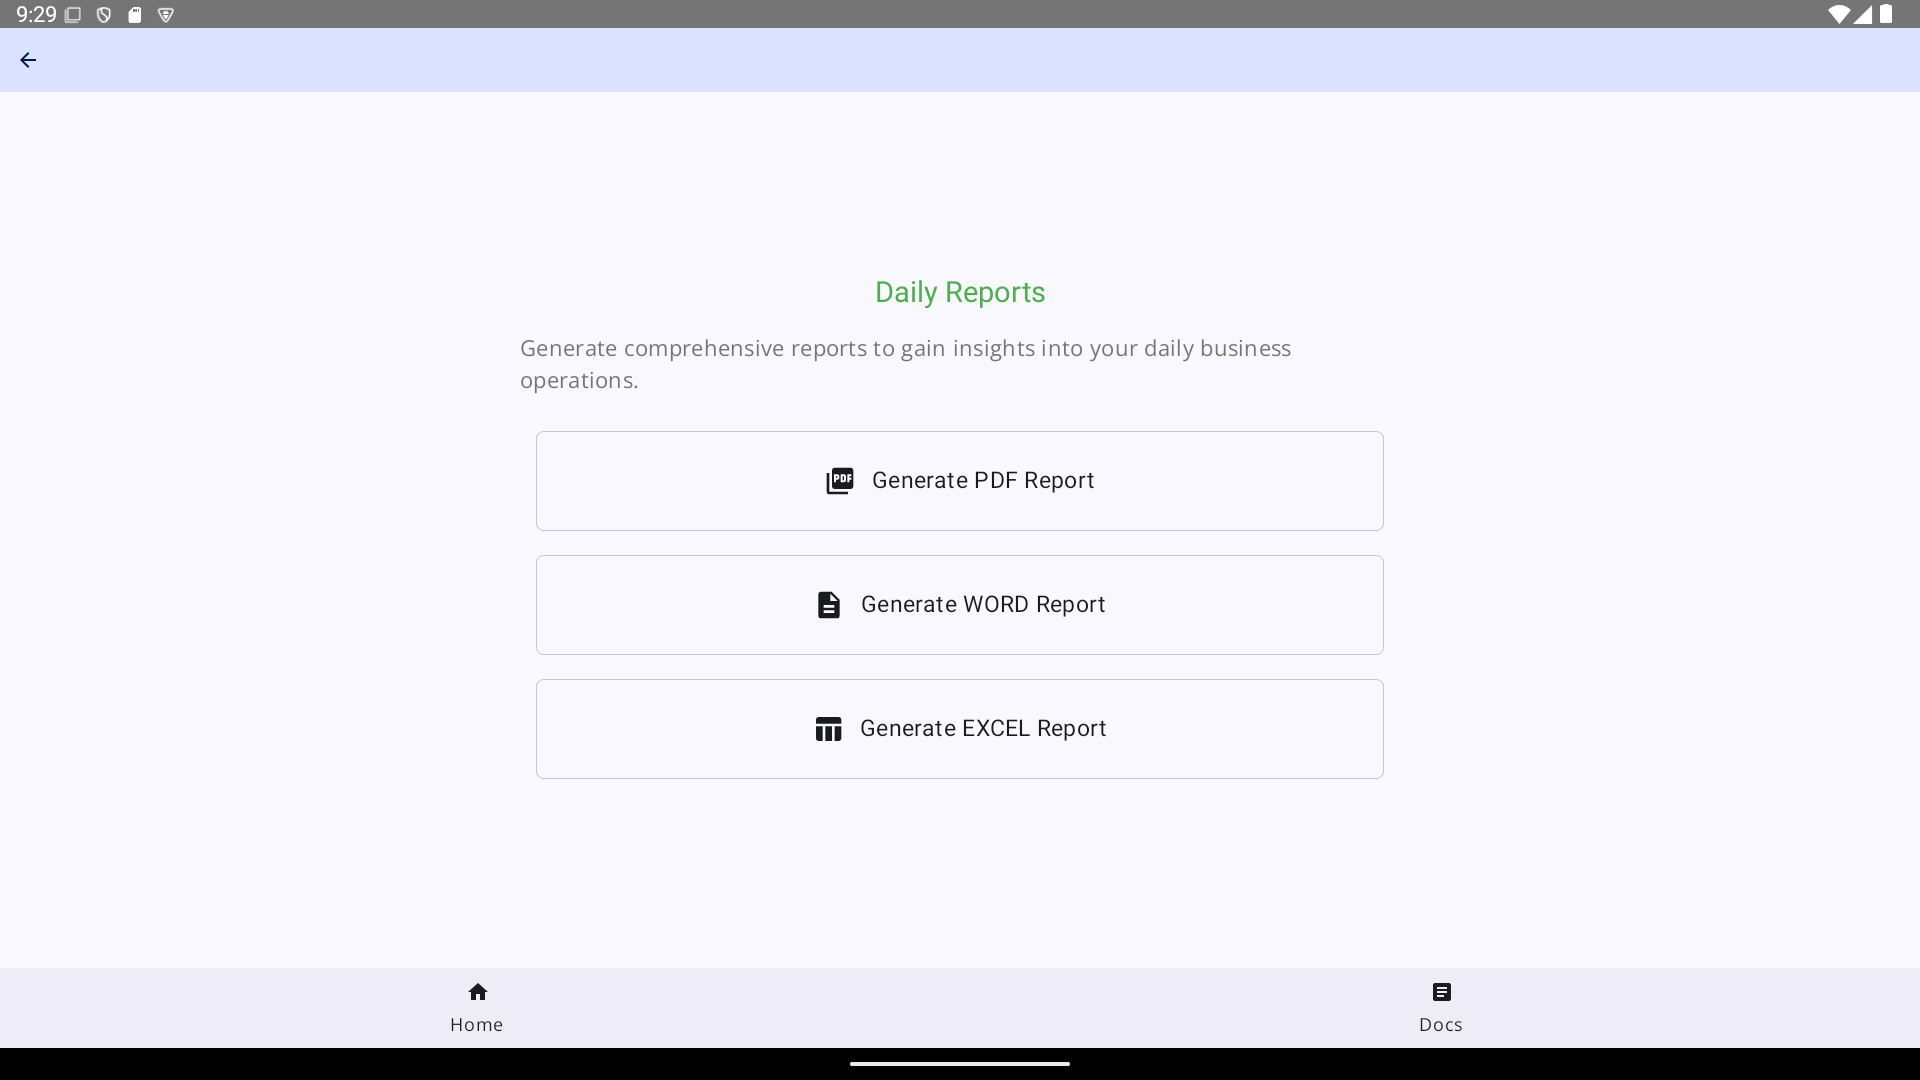 9:29
Daily Reports
Generate comprehensive reports to gain insights into your daily business
operations.
PDF
Generate PDF Report
Generate WORD Report
Generate EXCEL Report
Home
Docs